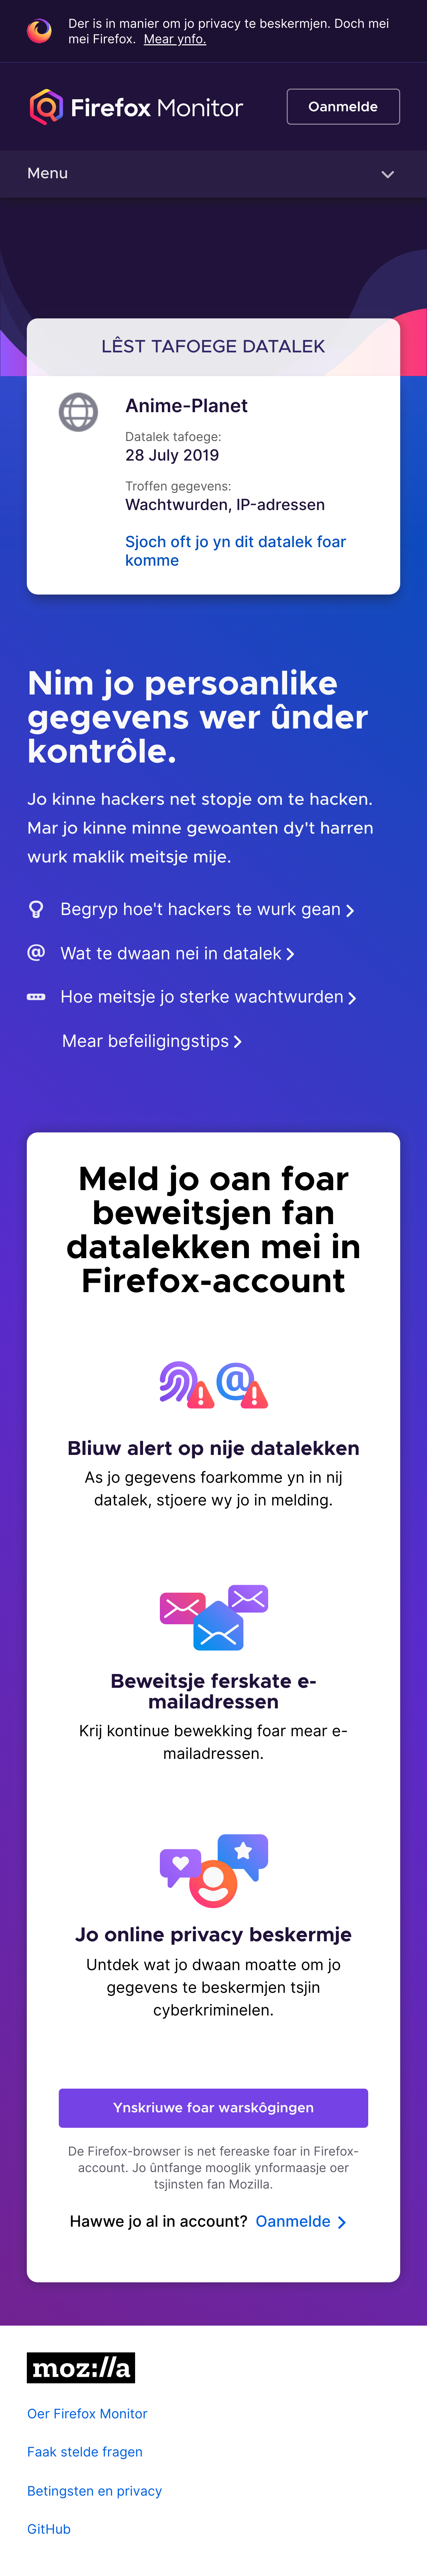 Der is in manier om jo privacy te beskermjen. Doch mei
mei Firefox. Mear ynfo.
Firefox Monitor
Oanmelde
Menu
LÊST TAFOEGE DATALEK
Anime-Planet
Datalek tafoege:
28 July 2019
Troffen gegevens:
Wachtwurden, IP-adressen
Sjoch oft jo yn dit datalek foar
komme
Nim jo persoanlike
gegevens wer ûnder
kontrôle.
Jo kinne hackers net stopje om te hacken.
Mar jo kinne minne gewoanten dy't harren
wurk maklik meitsje mije.
Begryp hoe't hackers te wurk gean
Wat te dwaan nei in datalek
Hoe meitsje jo sterke wachtwurden
Mear befeiligingstips
Meld jo oan foar
beweitsjen fan
datalekken mei in
Firefox-account
Bliuw alert op nije datalekken
As jo gegevens foarkomme yn in nij
datalek, stjoere wy jo in melding.
Beweitsje ferskate e-
mailadressen
Krij kontinue bewekking foar mear e-
mailadressen.
Jo online privacy beskermje
Untdek wat jo dwaan moatte om jo
gegevens te beskermjen tsjin
cyberkriminelen.
Ynskriuwe foar warskôgingen
De Firefox-browser is net fereaske foar in Firefox-
account. Jo ûntfange mooglik ynformaasje oer
tsjinsten fan Mozilla.
Hawwe jo al in account? Oanmelde
moz://a
Oer Firefox Monitor
Faak stelde fragen
Betingsten en privacy
GitHub